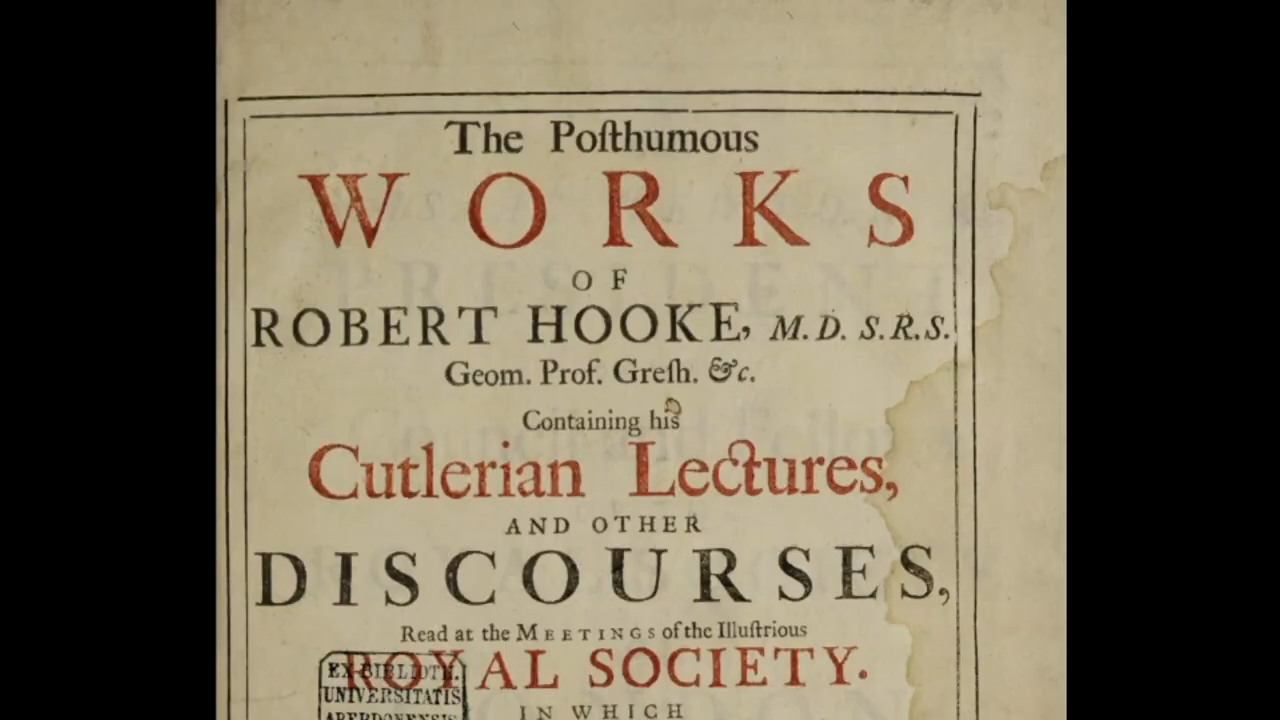 The Poſthumous
WORKS
OF
ROBERT HOOKE, M.D. S.R.S.
Geom. Prof. Greſh. &c.
Containing his
Cutlerian Lectures,
AND OTHER
DISCOURSES,
Read at the MEETINGS of the Illuſtrious
ROYAL SOCIETY.
EX BIBLIOTH.
UNIVERSITATIS
ABERDONENSIS
IN WHICH